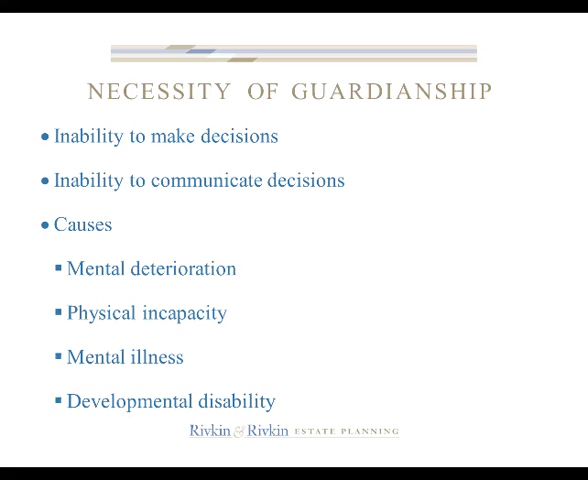 NECESSITY OF GUARDIANSHIP
• Inability to make decisions
• Inability to communicate decisions
• Causes
▪ Mental deterioration
▪ Physical incapacity
▪ Mental illness
▪ Developmental disability
Rivkin & Rivkin ESTATE PLANNING